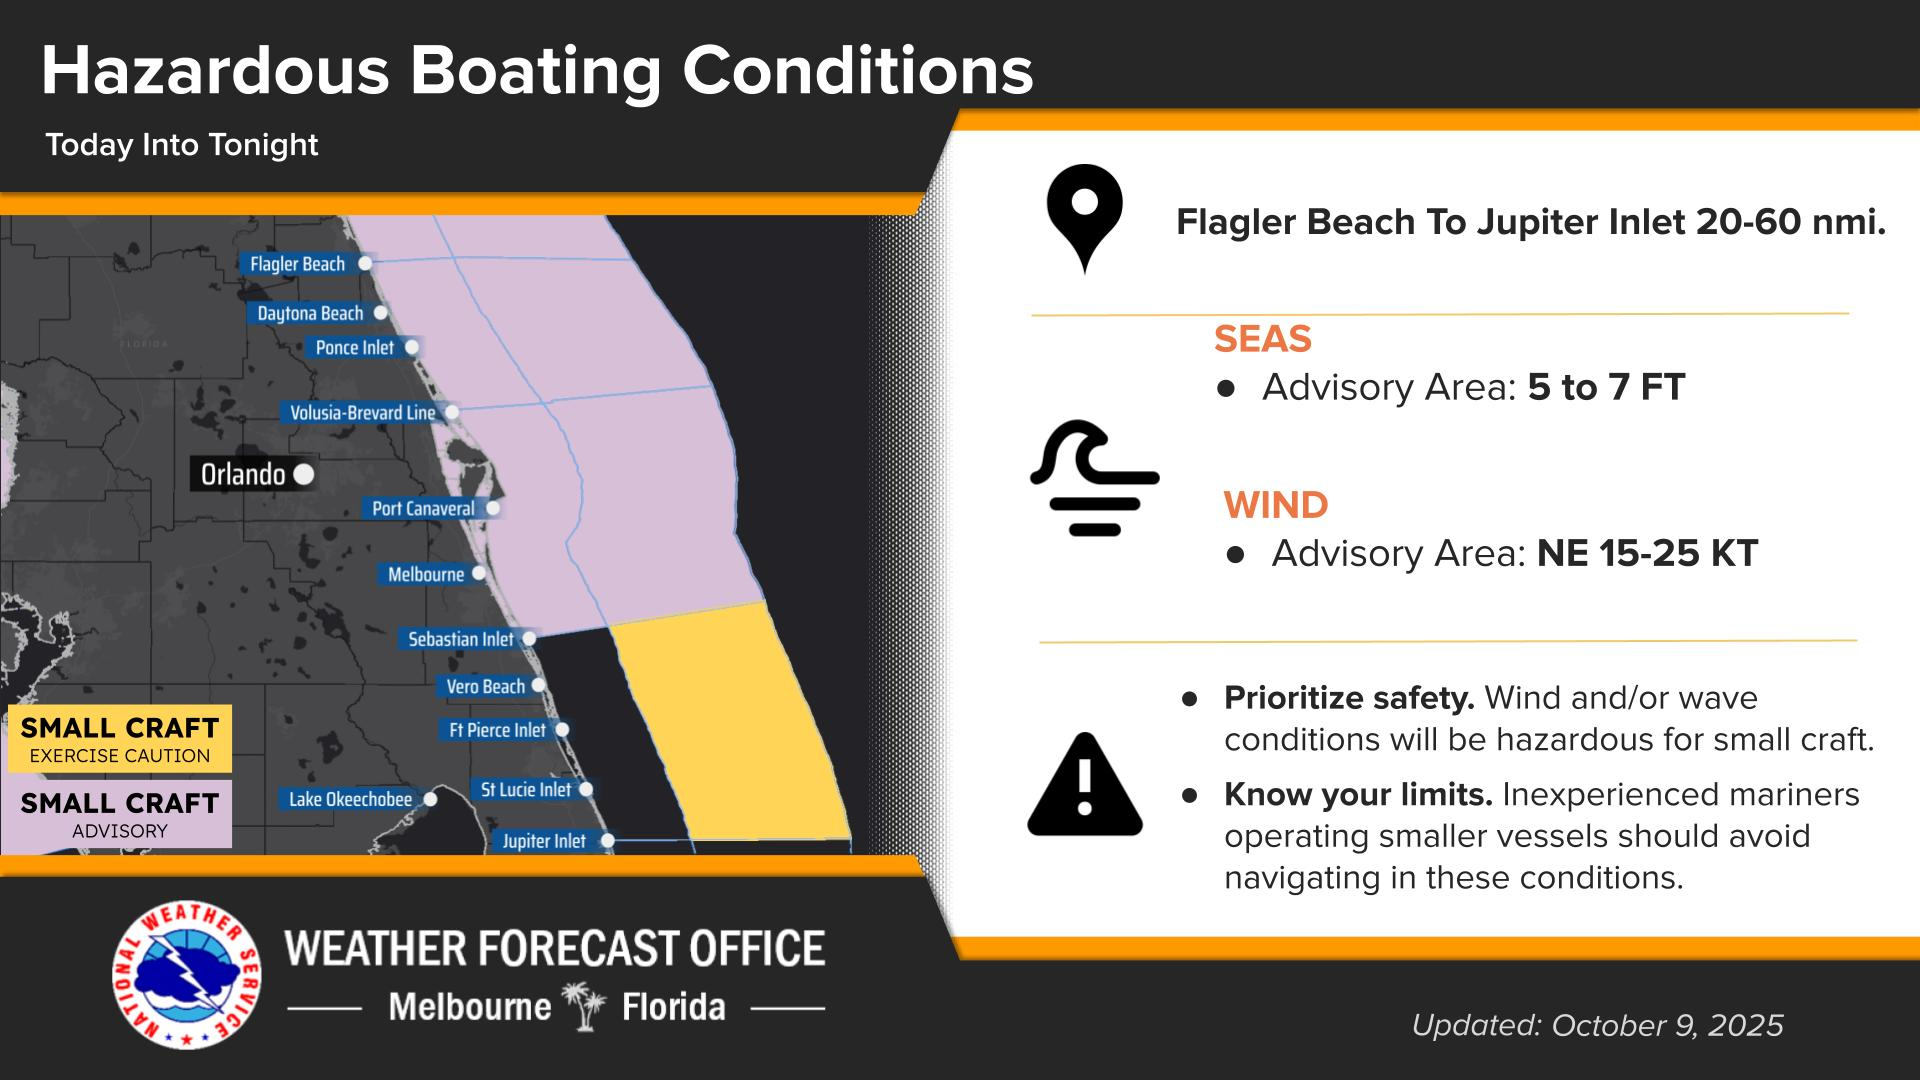 Hazardous Boating Conditions
Today Into Tonight
Flagler Beach
Daytona Beach
Ponce Inlet
FLORIDA
Volusia-Brevard Line
Orlando
Port Canaveral
Melbourne
Sebastian Inlet
Vero Beach
Ft Pierce Inlet
St Lucie Inlet
Lake Okeechobee
Jupiter Inlet
SMALL CRAFT
EXERCISE CAUTION
SMALL CRAFT
ADVISORY
Flagler Beach To Jupiter Inlet 20-60 nmi.
SEAS
● Advisory Area: 5 to 7 FT
WIND
● Advisory Area: NE 15-25 KT
● Prioritize safety. Wind and/or wave
conditions will be hazardous for small craft.
● Know your limits. Inexperienced mariners
operating smaller vessels should avoid
navigating in these conditions.
NATIONAL WEATHER SERVICE
WEATHER FORECAST OFFICE
Melbourne Florida
Updated: October 9, 2025